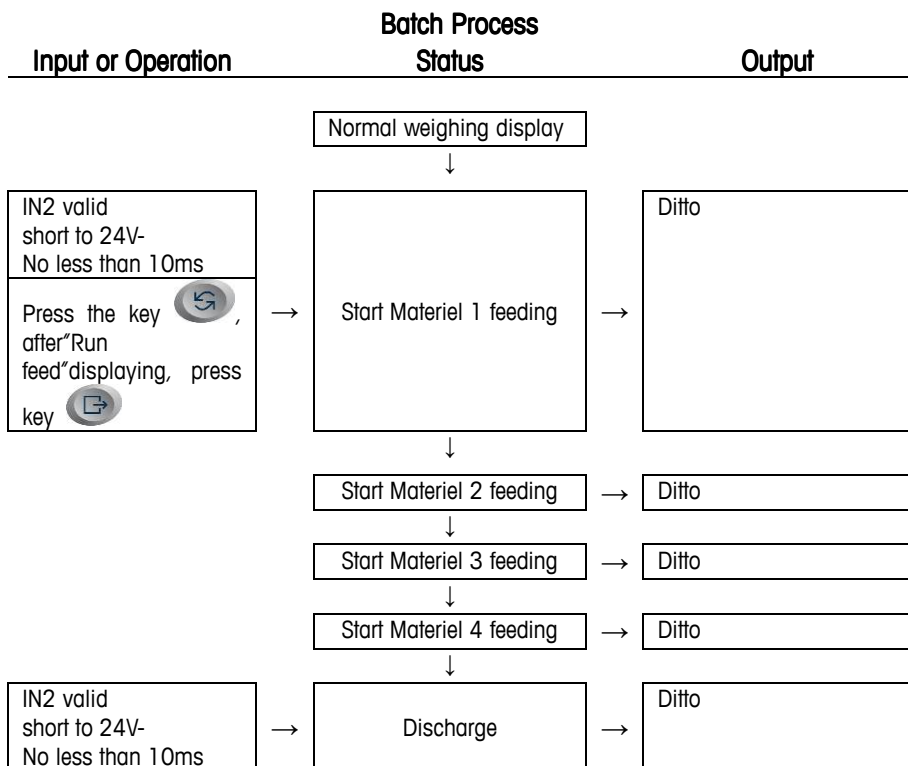 Batch Process
Input or Operation Status Output
Normal weighing display
↓
IN2 valid
short to 24V-
No less than 10ms
Press the key ,
after"Run
feed"displaying, press
key
→
Start Materiel 1 feeding
→
Ditto
↓
Start Materiel 2 feeding → Ditto
↓
Start Materiel 3 feeding → Ditto
↓
Start Materiel 4 feeding → Ditto
↓
IN2 valid
short to 24V-
No less than 10ms
→
Discharge
→
Ditto